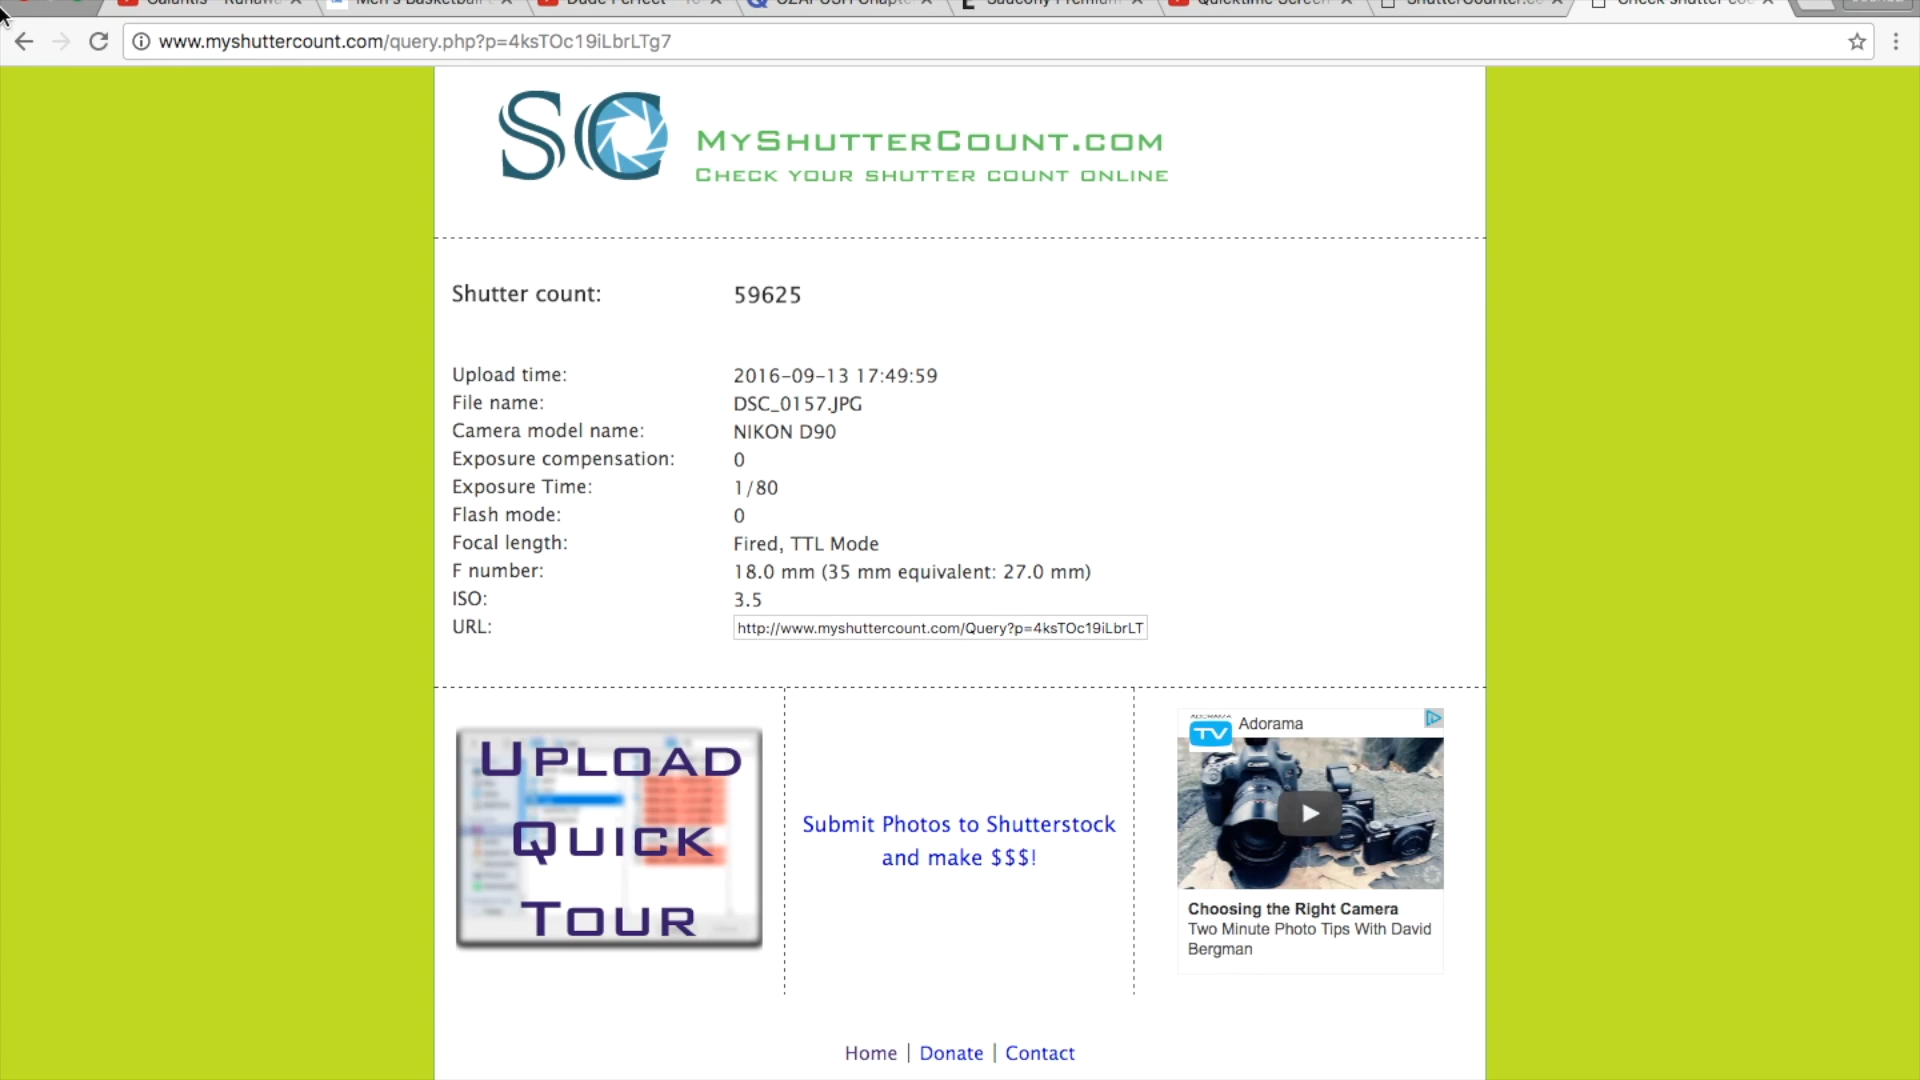 www.myshuttercount.com/query.php?p=4ksTOc19iLbrLTg7
SC
MyShutterCount.com
Check your shutter count online
Shutter count: 59625
Upload time: 2016-09-13 17:49:59
File name: DSC_0157.JPG
Camera model name: NIKON D90
Exposure compensation: 0
Exposure Time: 1/80
Flash mode: 0
Focal length: Fired, TTL Mode
F number: 18.0 mm (35 mm equivalent: 27.0 mm)
ISO: 3.5
URL: http://www.myshuttercount.com/Query?p=4ksTOc19iLbrLT
Upload
Quick
Tour
Submit Photos to Shutterstock
and make $$$!
TV Adorama
Canon
Choosing the Right Camera
Two Minute Photo Tips With David
Bergman
Home | Donate | Contact